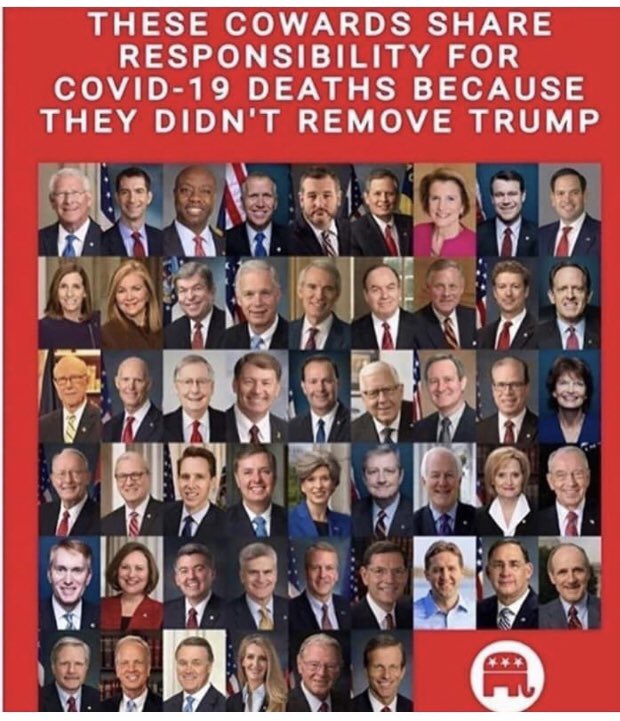 THESE COWARDS SHARE
RESPONSIBILITY FOR
COVID-19 DEATHS BECAUSE
THEY DIDN'T REMOVE TRUMP